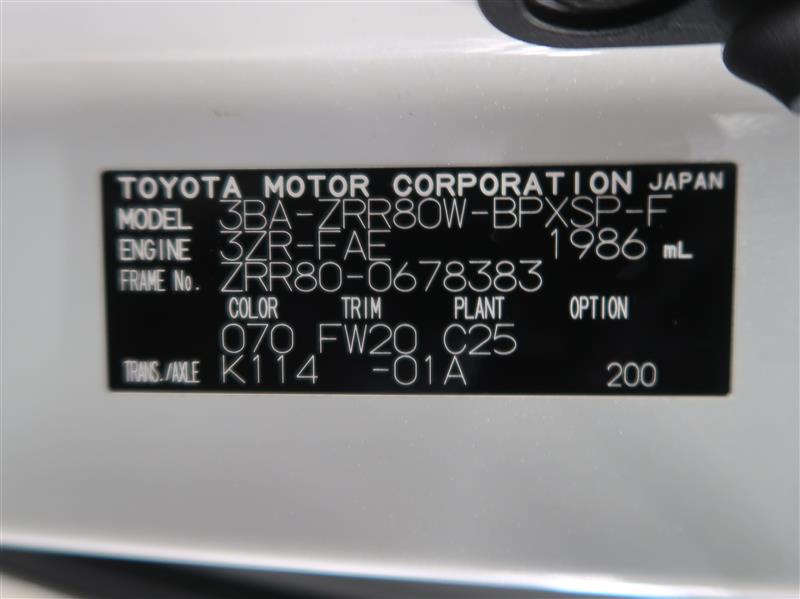 TOYOTA MOTOR CORPORATION JAPAN
MODEL 3BA-ZRR80W-BPXSP-F
ENGINE 3ZR-FAE 1986 mL
FRAME No. ZRR80-0678383
COLOR TRIM PLANT OPTION
070 FW20 C25
TRANS./AXLE K114 -01A 200